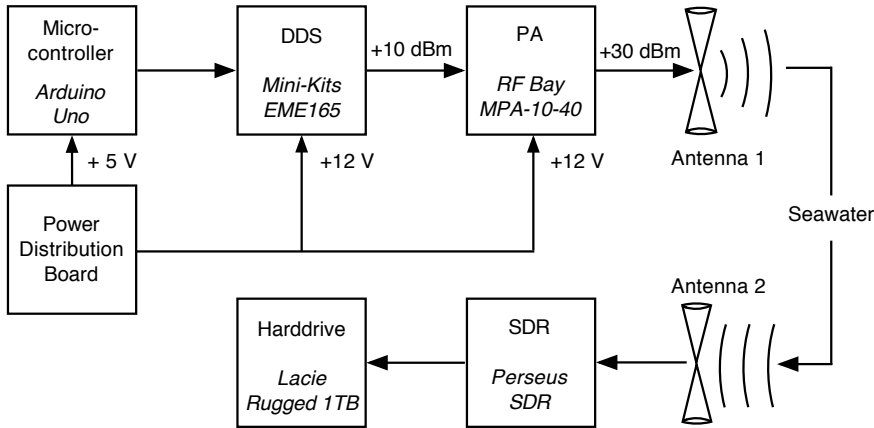 Micro-
controller
Arduino
Uno
DDS
Mini-Kits
EME165
+10 dBm
PA
RF Bay
MPA-10-40
+30 dBm
Antenna 1
+ 5 V
+12 V
+12 V
Seawater
Power
Distribution
Board
Harddrive
Lacie
Rugged 1TB
SDR
Perseus
SDR
Antenna 2